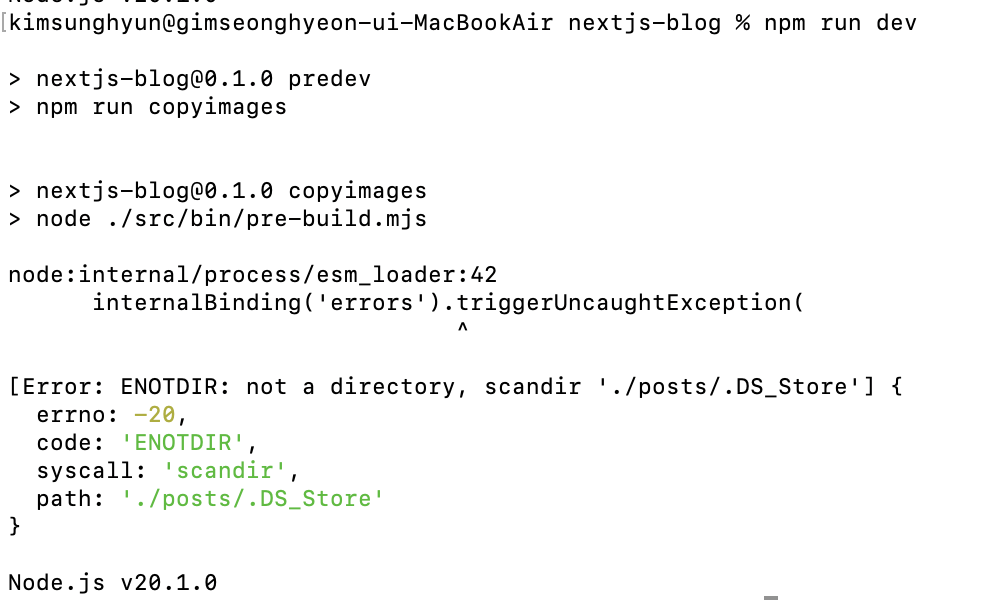 [kimsunghyun@gimseonghyeon-ui-MacBookAir nextjs-blog % npm run dev
> nextjs-blog@0.1.0 predev
> npm run copyimages
> nextjs-blog@0.1.0 copyimages
> node ./src/bin/pre-build.mjs
node:internal/process/esm_loader:42
internalBinding('errors').triggerUncaughtException(
^
[Error: ENOTDIR: not a directory, scandir './posts/.DS_Store'] {
errno: -20,
code: 'ENOTDIR',
syscall: 'scandir',
path: './posts/.DS_Store'
}
Node.js v20.1.0